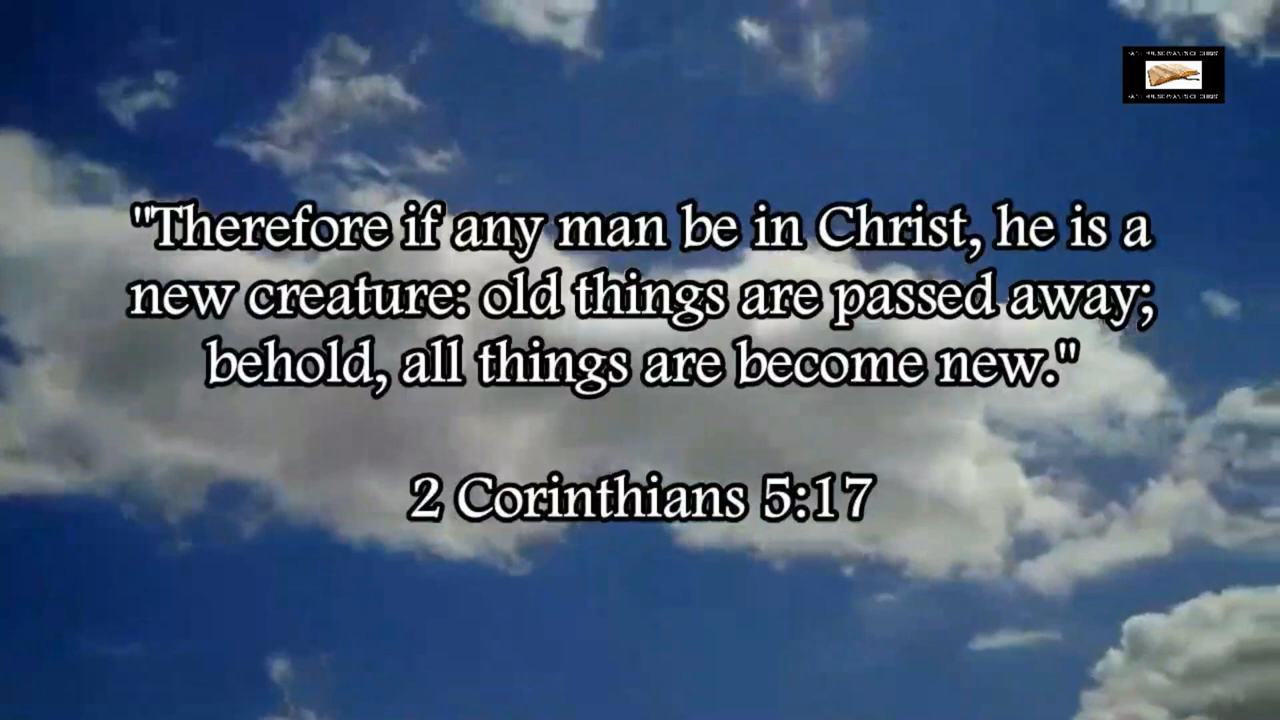 "Therefore if any man be in Christ, he is a
new creature: old things are passed away;
behold, all things are become new."
2 Corinthians 5:17